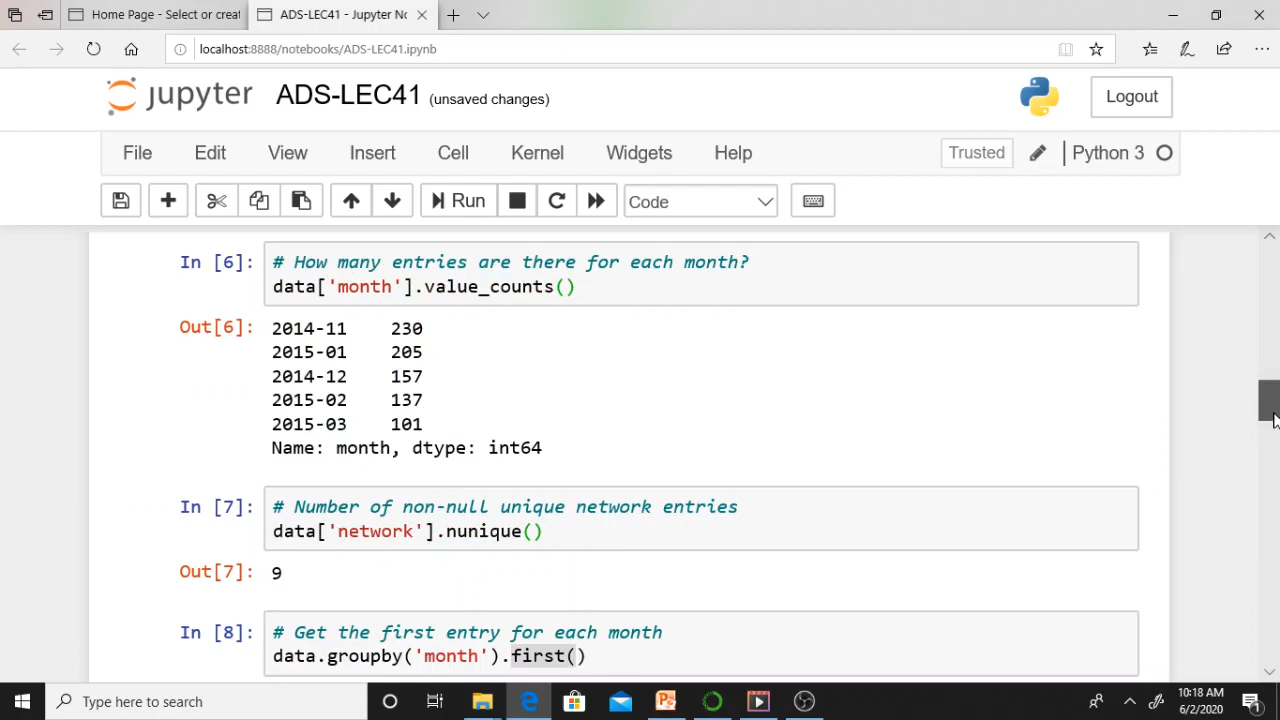 Home Page - Select or creat
ADS-LEC41 - Jupyter No
localhost:8888/notebooks/ADS-LEC41.ipynb
jupyter ADS-LEC41 (unsaved changes)
Logout
File Edit View Insert Cell Kernel Widgets Help Trusted Python 3
Run Code
In [6]: # How many entries are there for each month?
data['month'].value_counts()
Out[6]: 2014-11 230
2015-01 205
2014-12 157
2015-02 137
2015-03 101
Name: month, dtype: int64
In [7]: # Number of non-null unique network entries
data['network'].nunique()
Out[7]: 9
In [8]: # Get the first entry for each month
data.groupby('month').first()
Type here to search
10:18 AM
6/2/2020